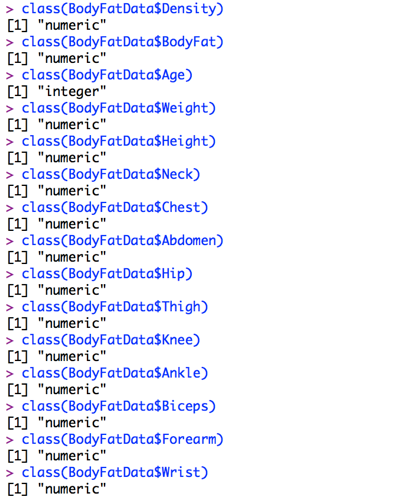 > class(BodyFatData$Density)
[1] "numeric"
> class(BodyFatData$BodyFat)
[1] "numeric"
> class(BodyFatData$Age)
[1] "integer"
> class(BodyFatData$Weight)
[1] "numeric"
> class(BodyFatData$Height)
[1] "numeric"
> class(BodyFatData$Neck)
[1] "numeric"
> class(BodyFatData$Chest)
[1] "numeric"
> class(BodyFatData$Abdomen)
[1] "numeric"
> class(BodyFatData$Hip)
[1] "numeric"
> class(BodyFatData$Thigh)
[1] "numeric"
> class(BodyFatData$Knee)
[1] "numeric"
> class(BodyFatData$Ankle)
[1] "numeric"
> class(BodyFatData$Biceps)
[1] "numeric"
> class(BodyFatData$Forearm)
[1] "numeric"
> class(BodyFatData$Wrist)
[1] "numeric"